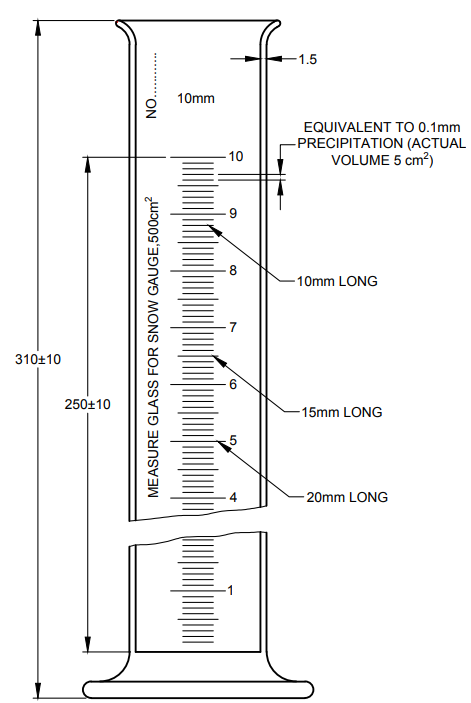 1.5
NO............
10mm
EQUIVALENT TO 0.1mm
PRECIPITATION (ACTUAL
VOLUME 5 cm²)
10
9
10mm LONG
8
7
310±10
6
250±10
15mm LONG
5
20mm LONG
4
1
MEASURE GLASS FOR SNOW GAUGE,500cm²